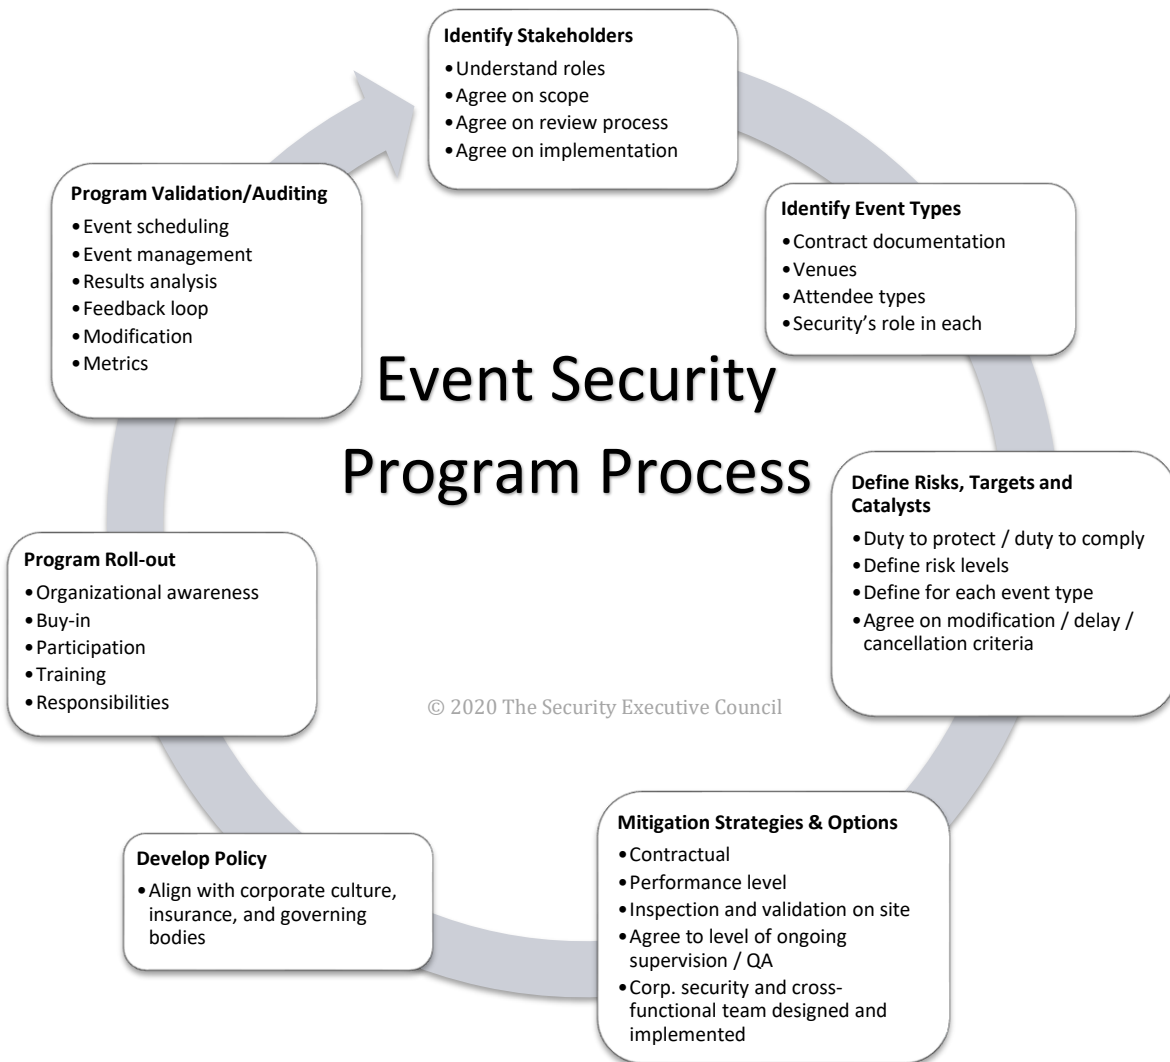 Identify Stakeholders
•Understand roles
•Agree on scope
•Agree on review process
•Agree on implementation
Identify Event Types
•Contract documentation
•Venues
•Attendee types
•Security’s role in each
Define Risks, Targets and
Catalysts
•Duty to protect / duty to comply
•Define risk levels
•Define for each event type
•Agree on modification / delay /
cancellation criteria
Mitigation Strategies & Options
•Contractual
•Performance level
•Inspection and validation on site
•Agree to level of ongoing
supervision / QA
•Corp. security and cross-
functional team designed and
implemented
Develop Policy
•Align with corporate culture,
insurance, and governing
bodies
Program Roll-out
•Organizational awareness
•Buy-in
•Participation
•Training
•Responsibilities
Program Validation/Auditing
•Event scheduling
•Event management
•Results analysis
•Feedback loop
•Modification
•Metrics
Event Security
Program Process
© 2020 The Security Executive Council